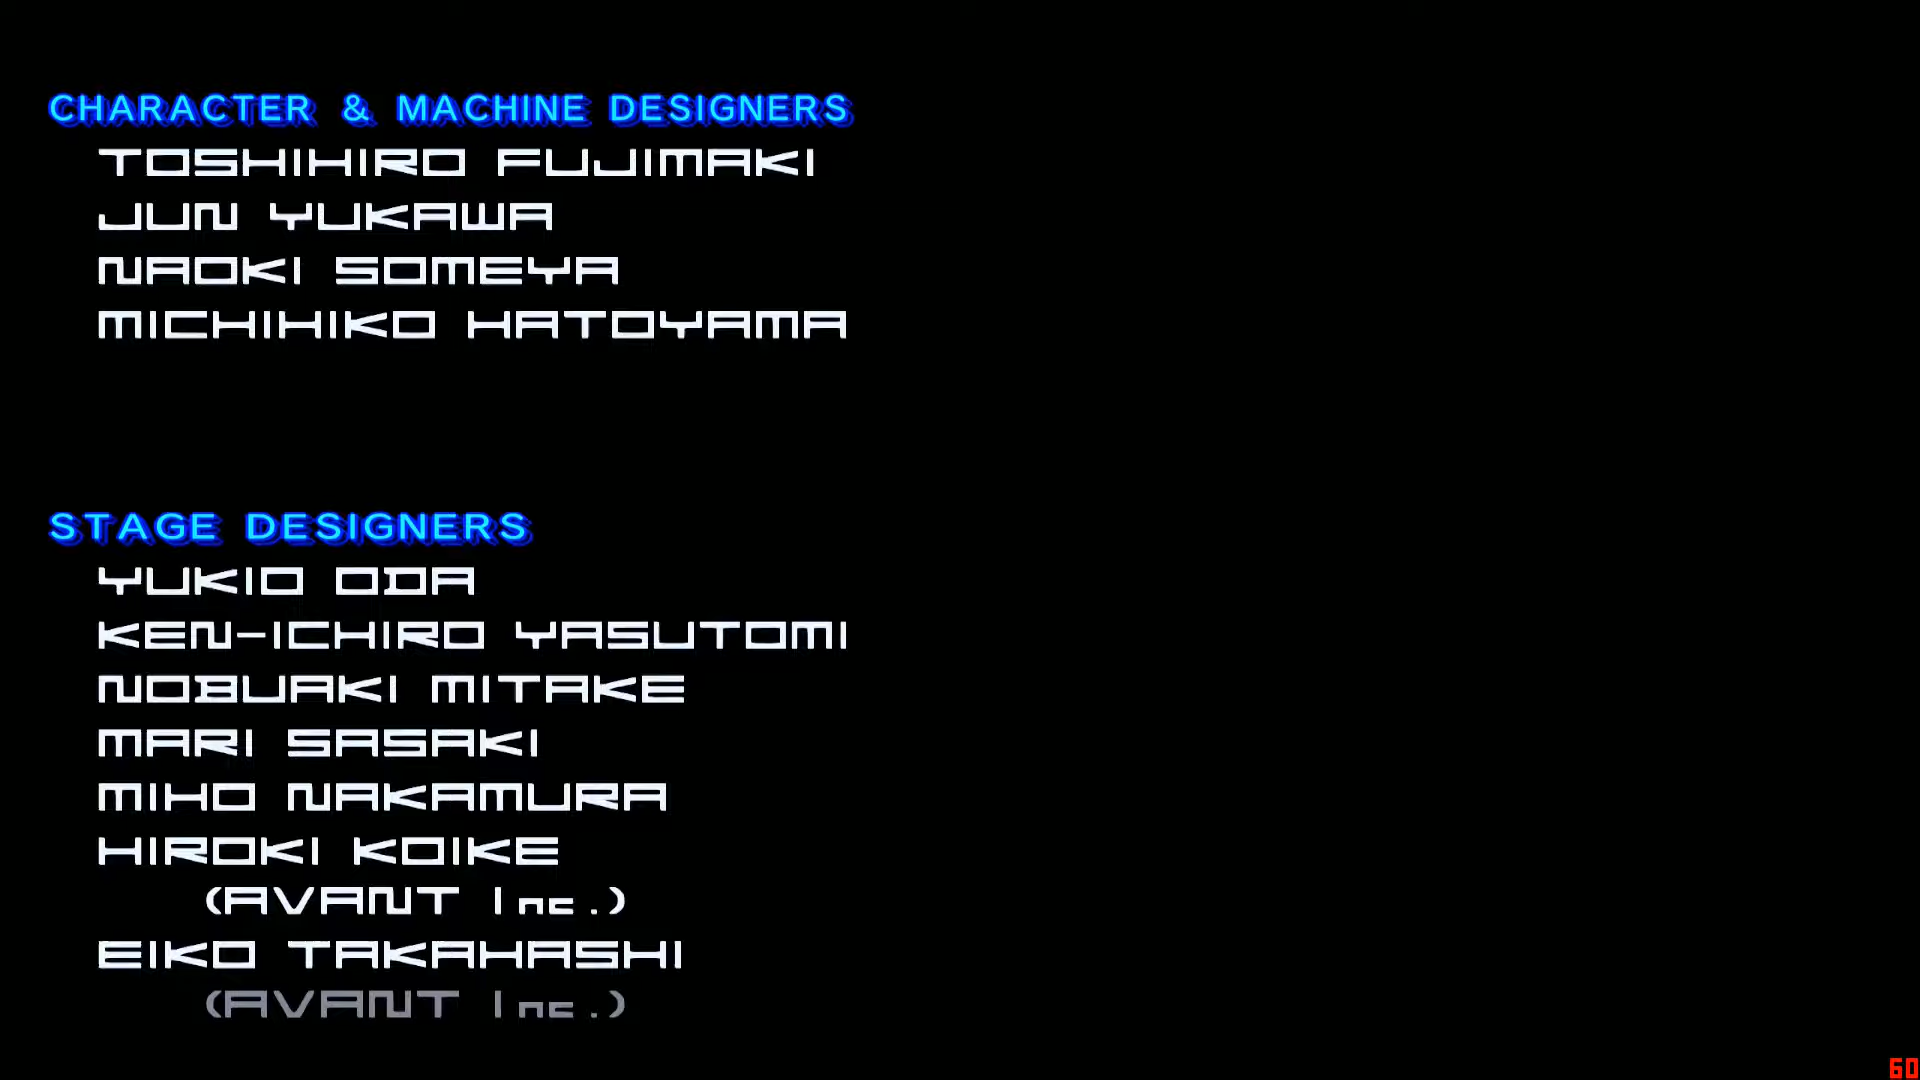 CHARACTER & MACHINE DESIGNERS
TOSHIHIRO FUJIMAKI
JUN YUKAWA
NAOKI SOMEYA
MICHIHIKO HATOYAMA
STAGE DESIGNERS
YUKIO ODA
KEN-ICHIRO YASUTOMI
NOBUAKI MITAKE
MARI SASAKI
MIHO NAKAMURA
HIROKI KOIKE
(AVANT Inc.)
EIKO TAKAHASHI
(AVANT Inc.)
60